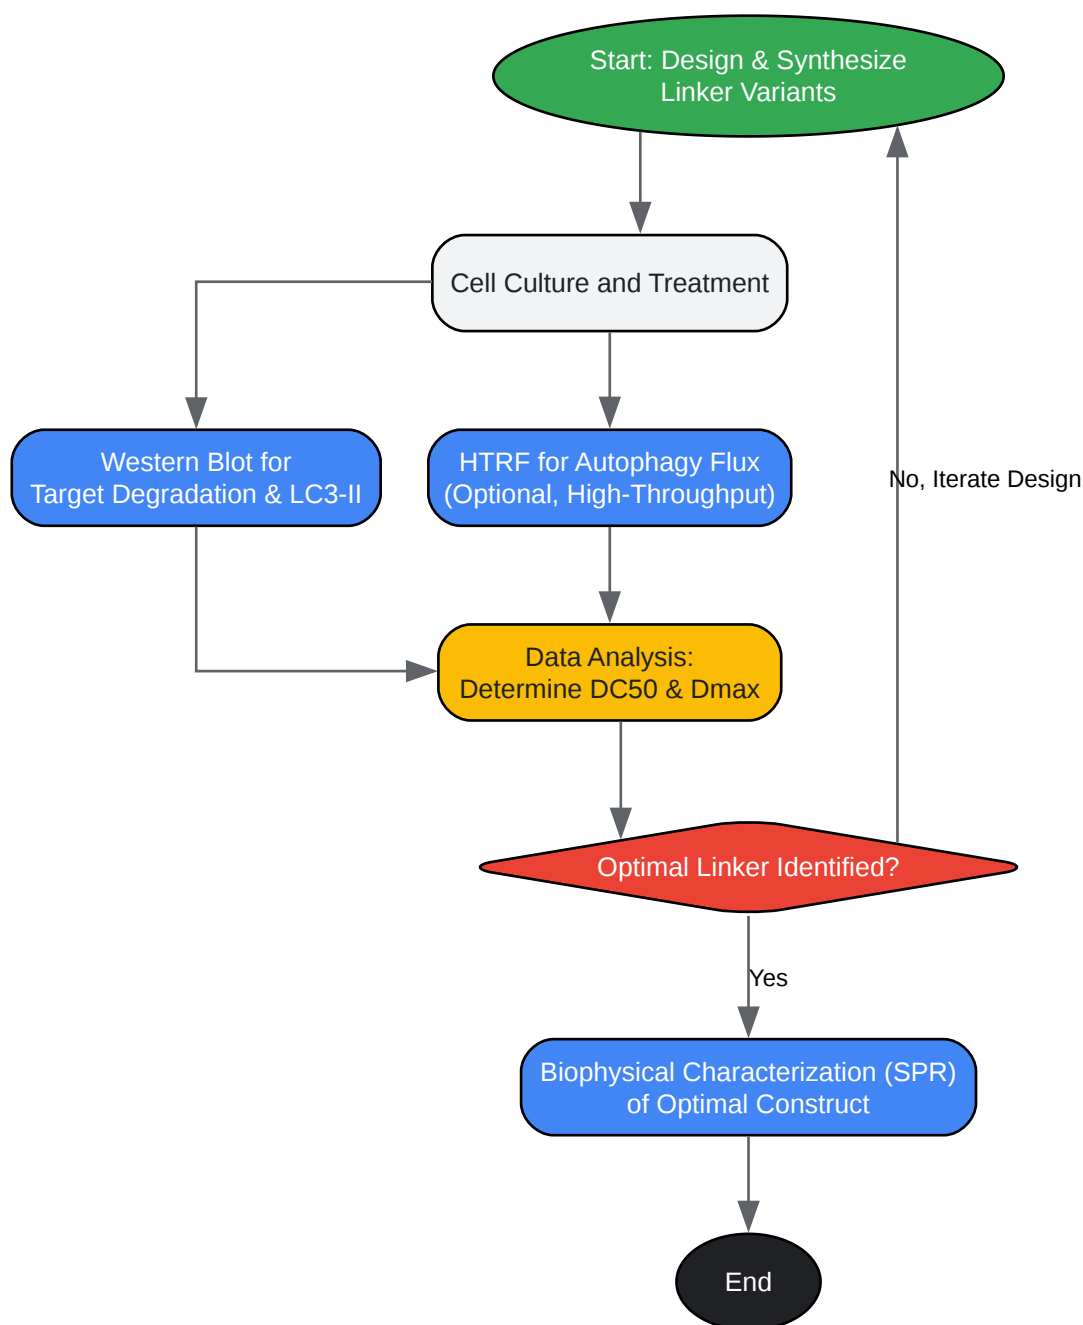 Start: Design & Synthesize
Linker Variants
Cell Culture and Treatment
Western Blot for
Target Degradation & LC3-II
HTRF for Autophagy Flux
(Optional, High-Throughput)
No, Iterate Design
Data Analysis:
Determine DC50 & Dmax
Optimal Linker Identified?
Yes
Biophysical Characterization (SPR)
of Optimal Construct
End